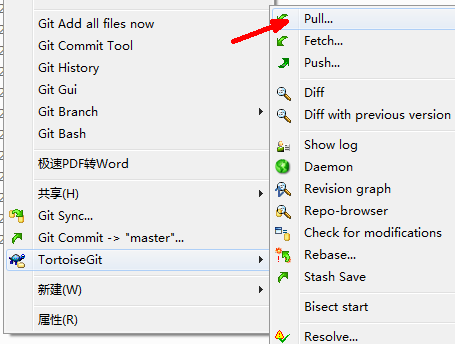 Git Add all files now
Git Commit Tool
Git History
Git Gui
Git Branch
Git Bash
极速PDF转Word
共享(H)
Git Sync...
Git Commit -> "master"...
TortoiseGit
新建(W)
属性(R)
Pull...
Fetch...
Push...
Diff
Diff with previous version
Show log
Daemon
Revision graph
Repo-browser
Check for modifications
Rebase...
Stash Save
Bisect start
Resolve...